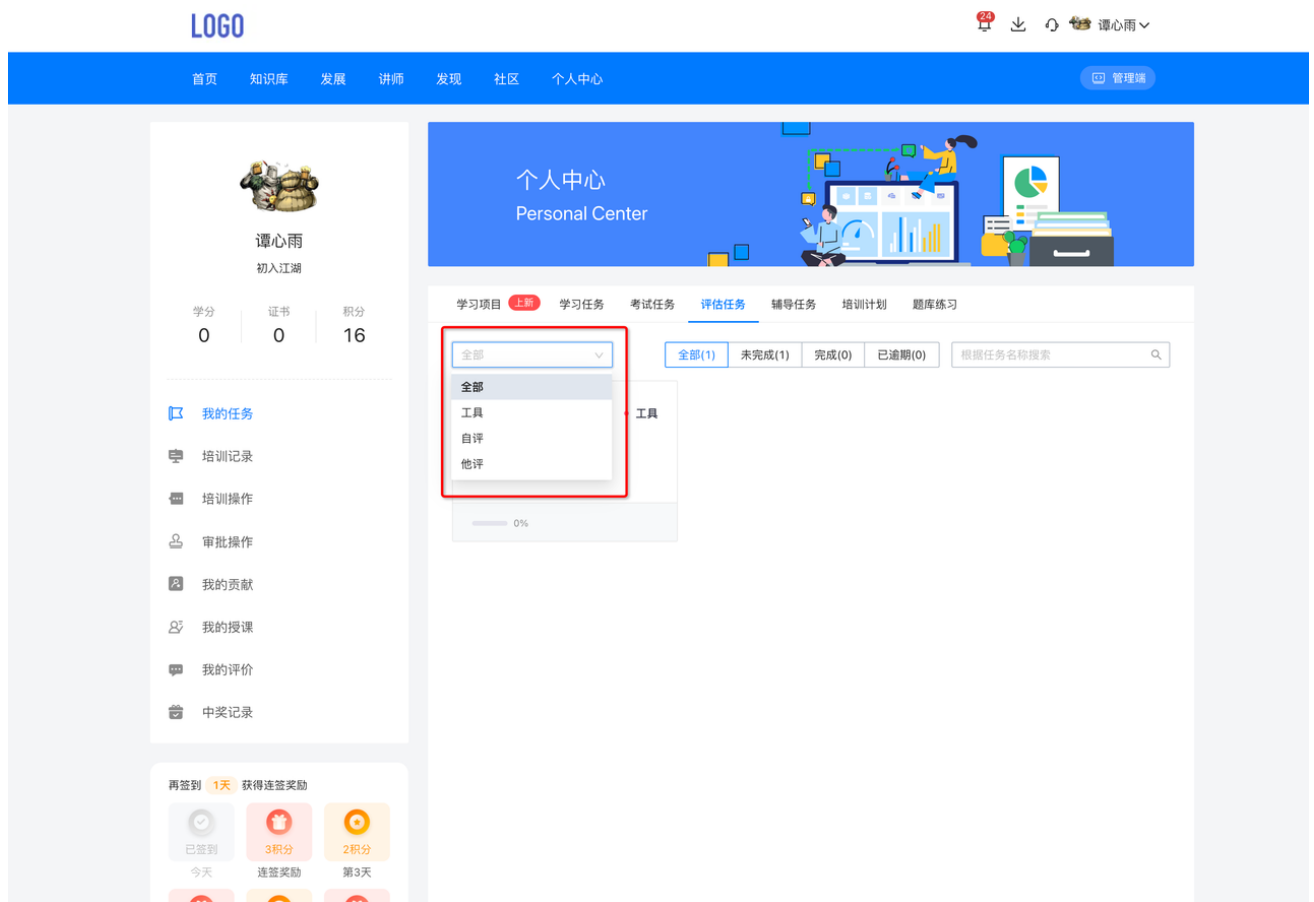 LOGO
24
谭心雨
首页 知识库 发展 讲师 发现 社区 个人中心 管理端
谭心雨
初入江湖
学分 证书 积分
0 0 16
我的任务
培训记录
培训操作
审批操作
我的贡献
我的授课
我的评价
中奖记录
再签到 1天 获得连签奖励
已签到 3积分 2积分
今天 连签奖励 第3天
个人中心
Personal Center
学习项目 上新 学习任务 考试任务 评估任务 辅导任务 培训计划 题库练习
全部 全部(1) 未完成(1) 完成(0) 已逾期(0) 根据任务名称搜索
全部
工具
自评
他评
工具
0%